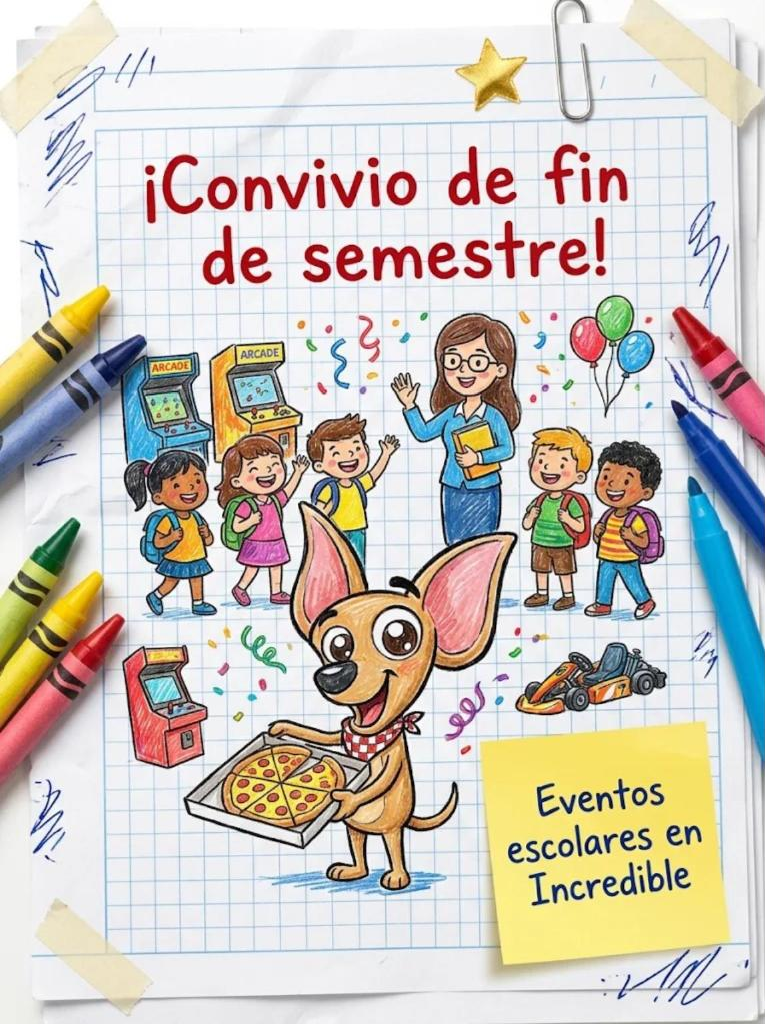 ¡Convivio de fin
de semestre!
ARCADE
ARCADE
Eventos
escolares en
Incredible